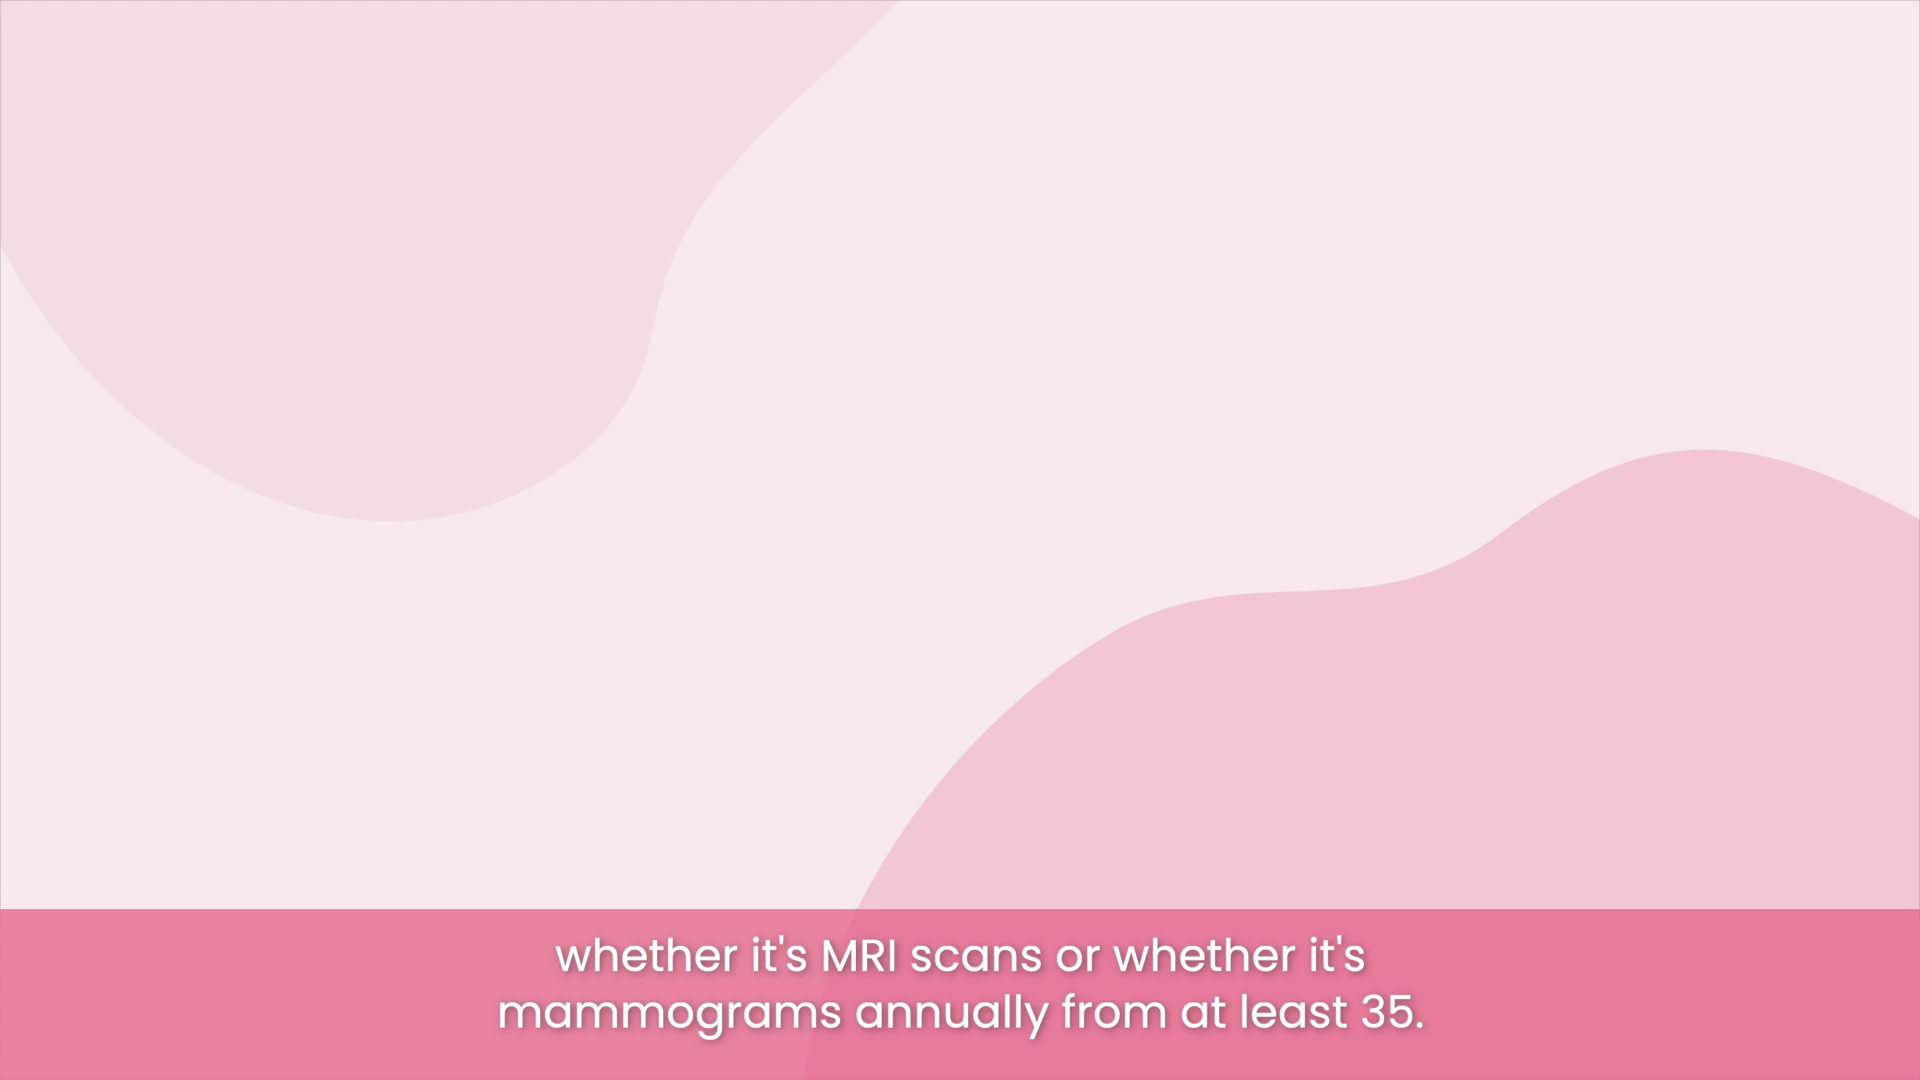 whether it's MRI scans or whether it's
mammograms annually from at least 35.